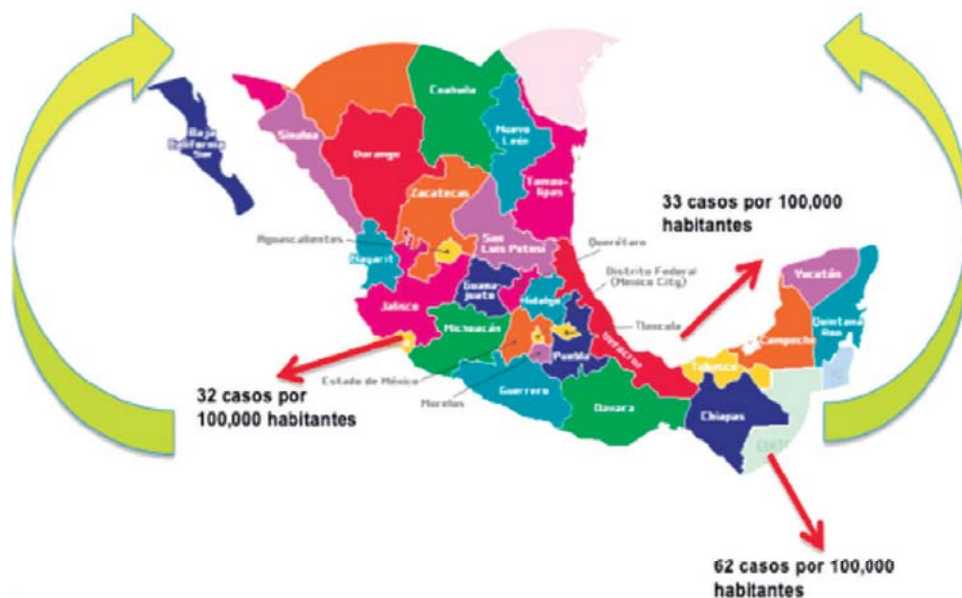 Coahuila
Baja
California
Sur
Sinaloa
Durango
Nuevo
León
Zacatecas
Tamau-
lipas
33 casos por 100,000
habitantes
Aguascalientes
San
Luis Potosí
Querétaro
Nayarit
Distrito Federal
(Mexico City)
Yucatán
Guana-
juato
Hidalgo
Jalisco
Quintana
Roo
Michoacán
Tlaxcala
Campeche
Veracruz
Puebla
Tabasco
Estado de México
32 casos por
100,000 habitantes
Morelos
Guerrero
Oaxaca
Chiapas
62 casos por 100,000
habitantes